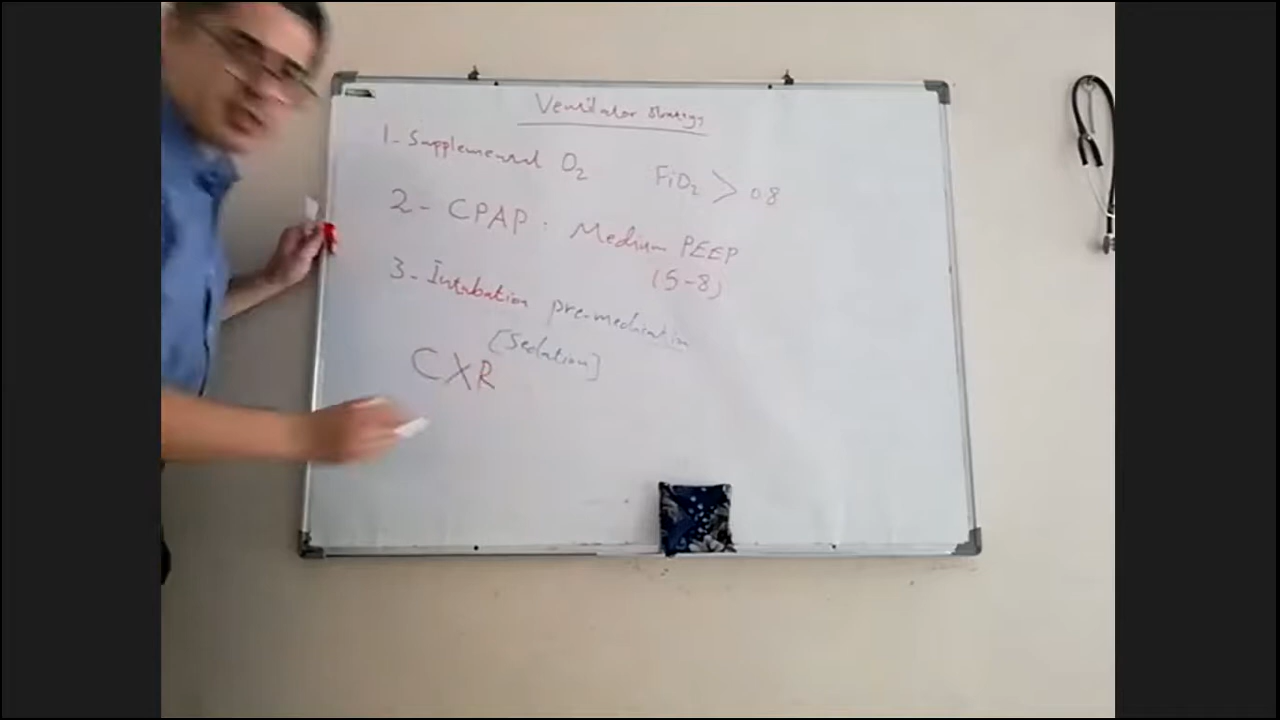 Ventilator Strategy
1- Supplemental O2 FiO2 > 0.8
2- CPAP : Medium PEEP
(5-8)
3- Intubation pre-medication
[Sedation]
CXR